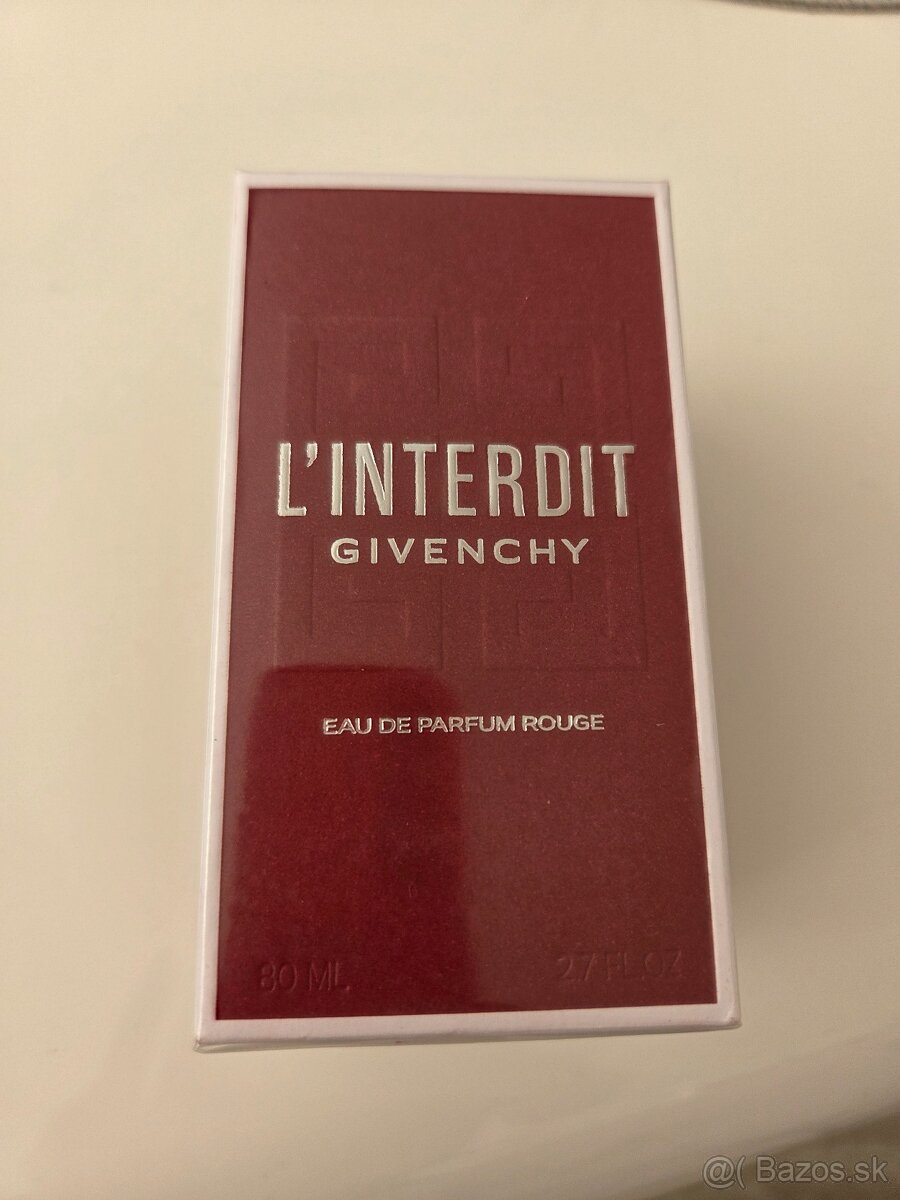 L'INTERDIT
GIVENCHY
EAU DE PARFUM ROUGE
80 ML 2.7 FL.OZ
@( Bazos.sk